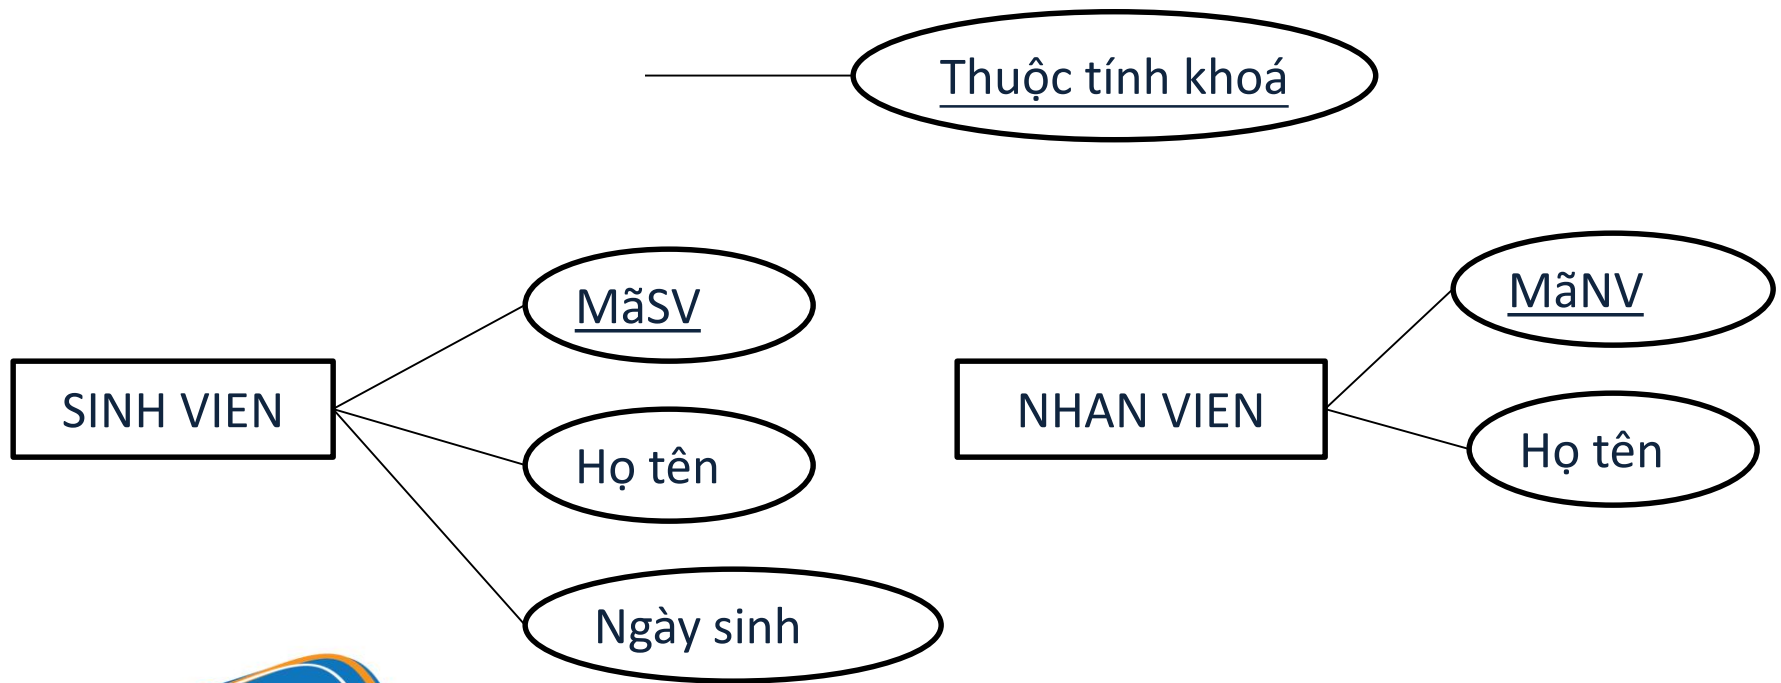 Thuộc tính khoá
MãSV
SINH VIEN
Họ tên
Ngày sinh
MãNV
NHAN VIEN
Họ tên